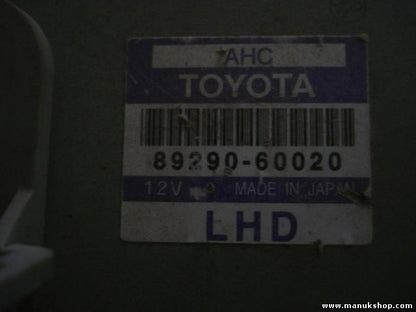 AHC
TOYOTA
89290-60020
12V MADE IN JAPAN
LHD
www.manukshop.com